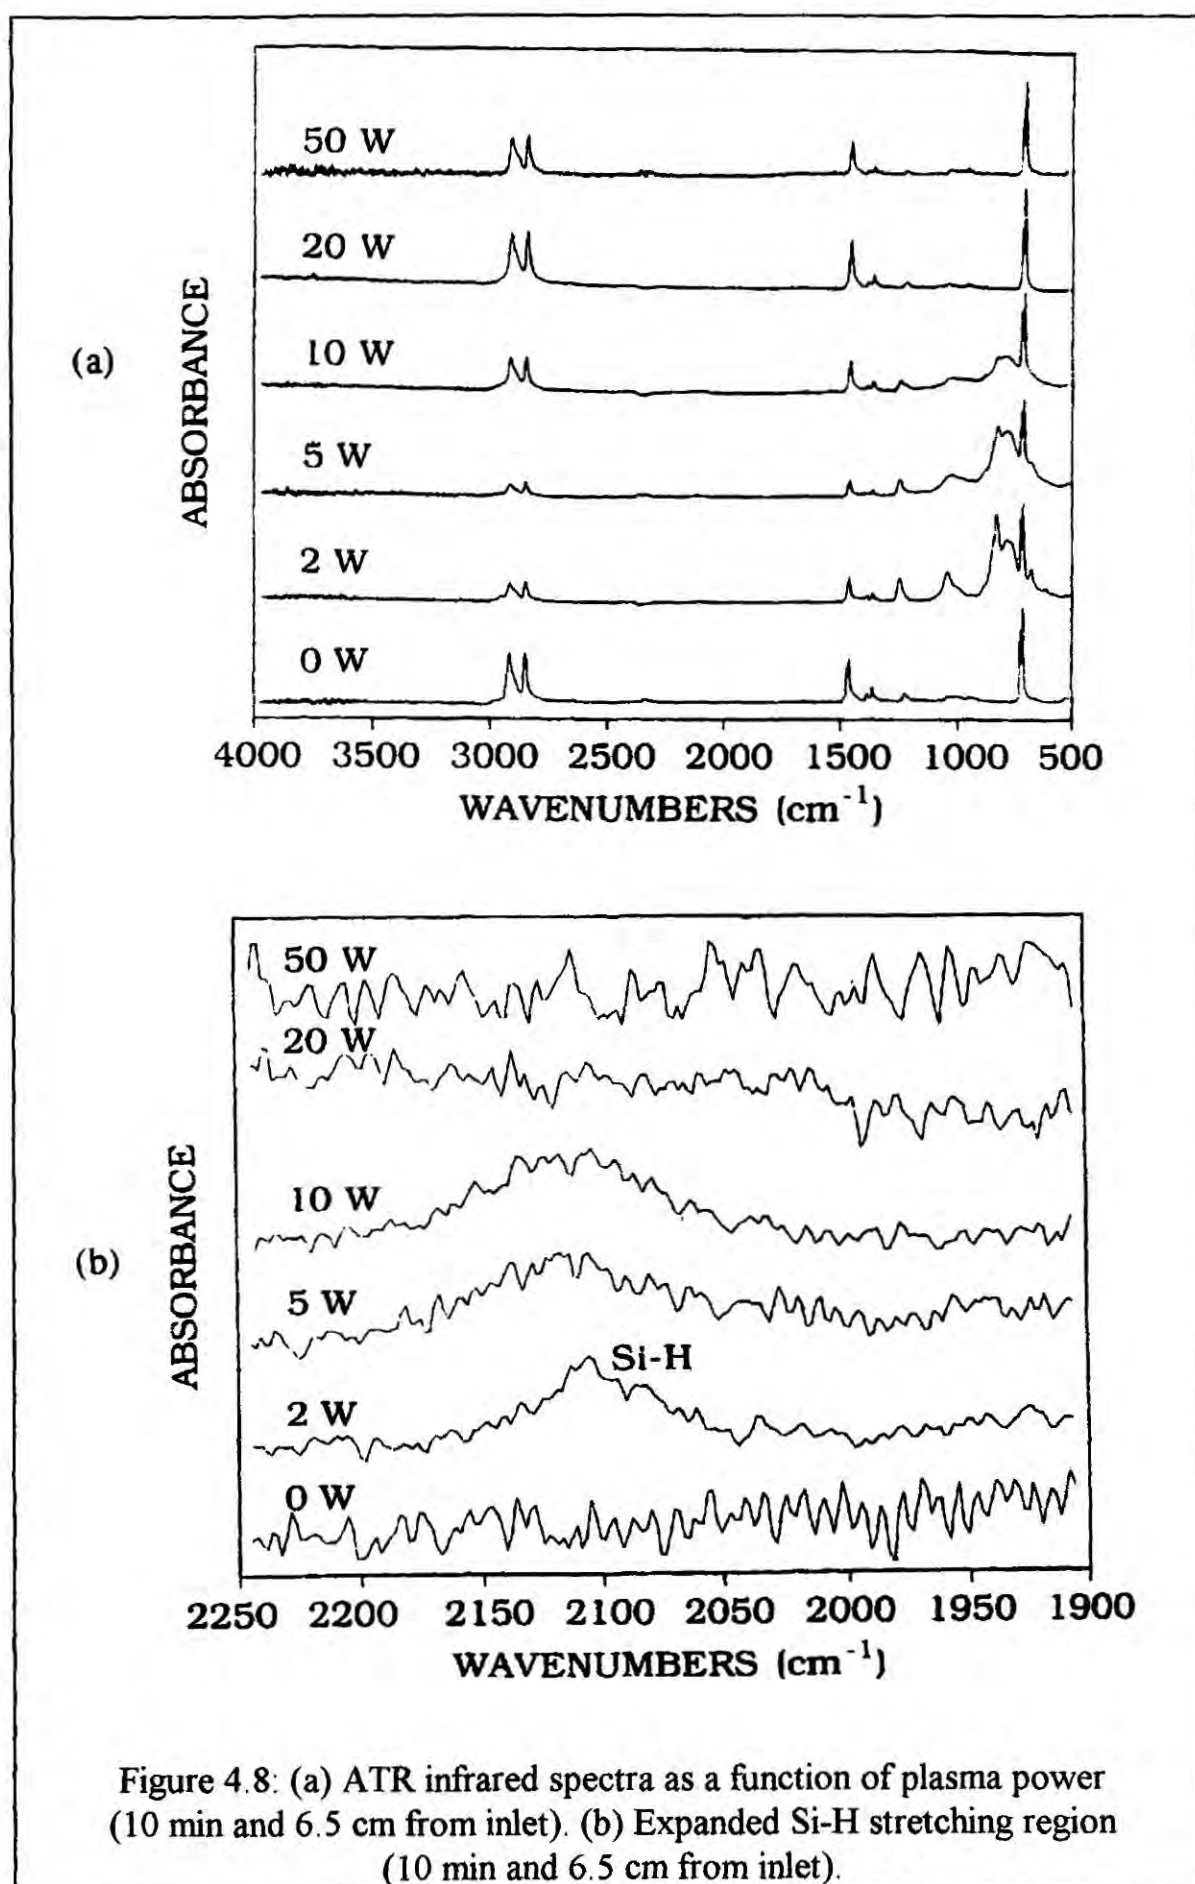 (a)
ABSORBANCE
50 W
20 W
10 W
5 W
2 W
0 W
4000 3500 3000 2500 2000 1500 1000 500
WAVENUMBERS (cm⁻¹)
(b)
ABSORBANCE
50 W
20 W
10 W
5 W
Si-H
2 W
0 W
2250 2200 2150 2100 2050 2000 1950 1900
WAVENUMBERS (cm⁻¹)
Figure 4.8: (a) ATR infrared spectra as a function of plasma power
(10 min and 6.5 cm from inlet). (b) Expanded Si-H stretching region
(10 min and 6.5 cm from inlet).